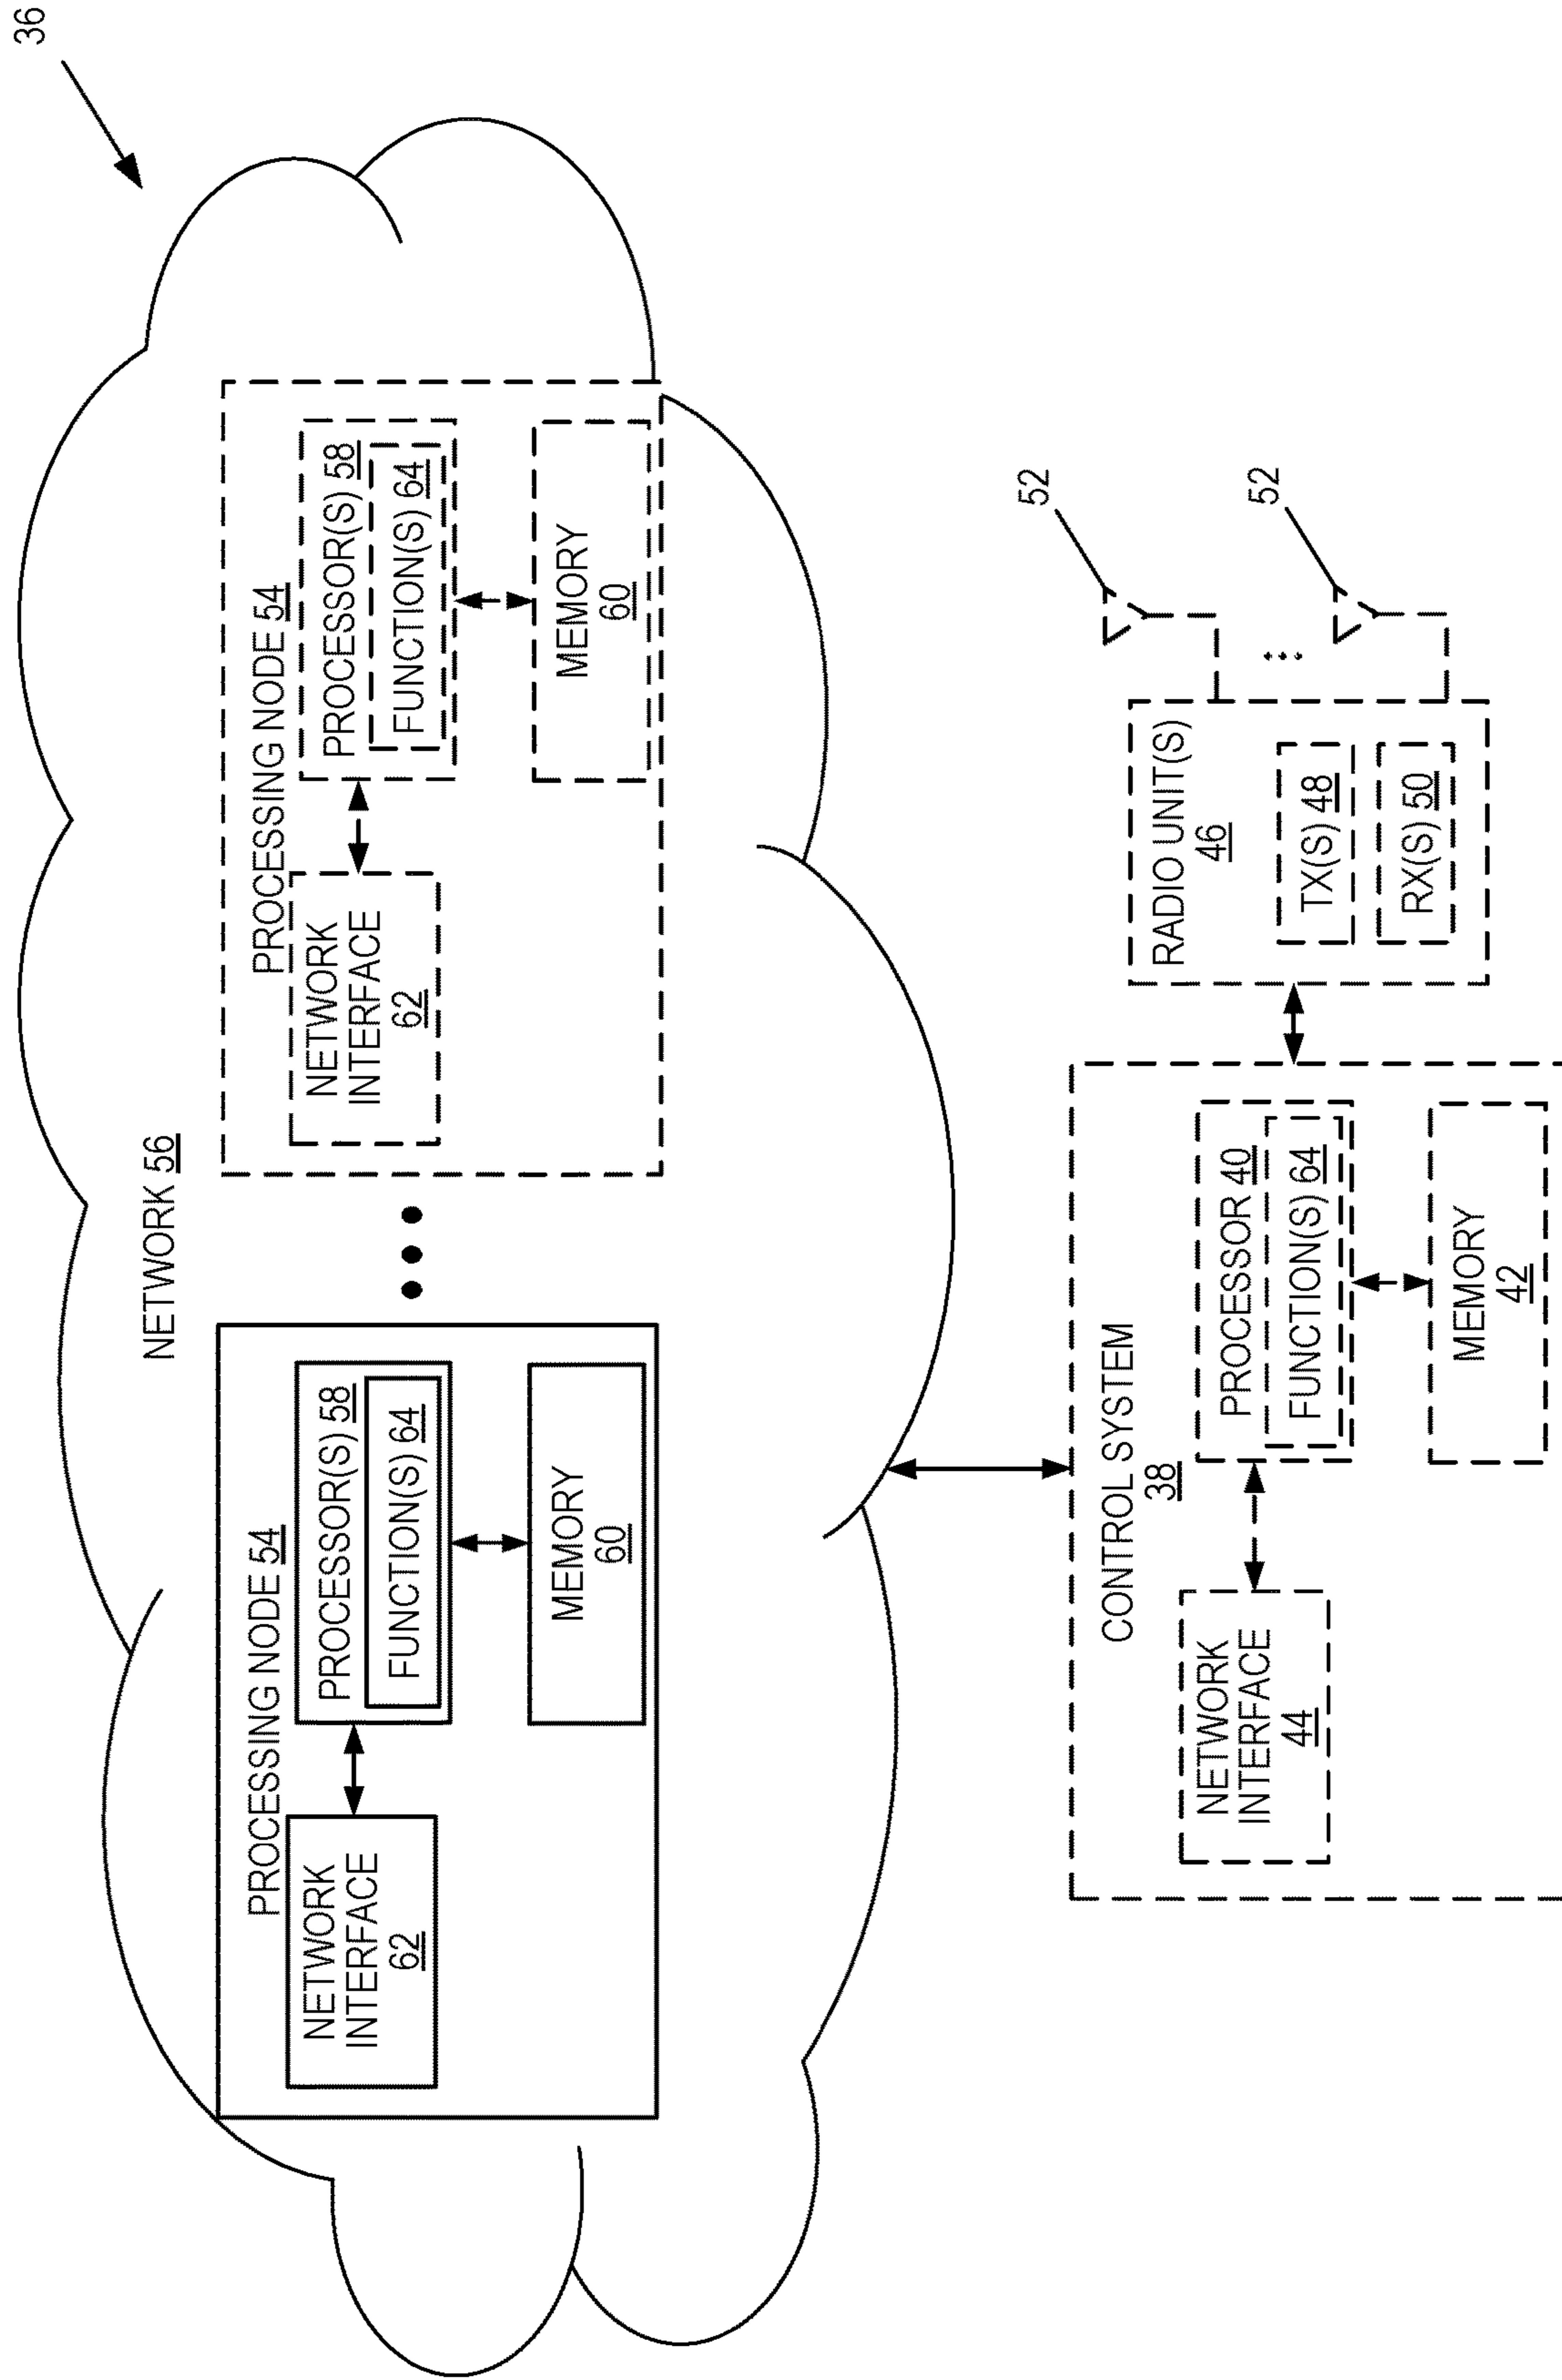 36
NETWORK 56
PROCESSING NODE 54
NETWORK
INTERFACE
62
PROCESSOR(S) 58
FUNCTION(S) 64
MEMORY
60
PROCESSING NODE 54
NETWORK
INTERFACE
62
PROCESSOR(S) 58
FUNCTION(S) 64
MEMORY
60
CONTROL SYSTEM
38
NETWORK
INTERFACE
44
PROCESSOR 40
FUNCTION(S) 64
MEMORY
42
RADIO UNIT(S)
46
TX(S) 48
RX(S) 50
52
52